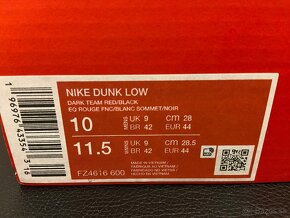 NIKE DUNK LOW
DARK TEAM RED/BLACK
EQ ROUGE FNC/BLANC SOMMET/NOIR
10 MENS UK 9 CM 28
BR 42 EUR 44
11.5 WMNS UK 9 CM 28.5
BR 42 EUR 44
FZ4616 600
MADE IN VIETNAM /
FABRIQUÉ AU VIETNAM /